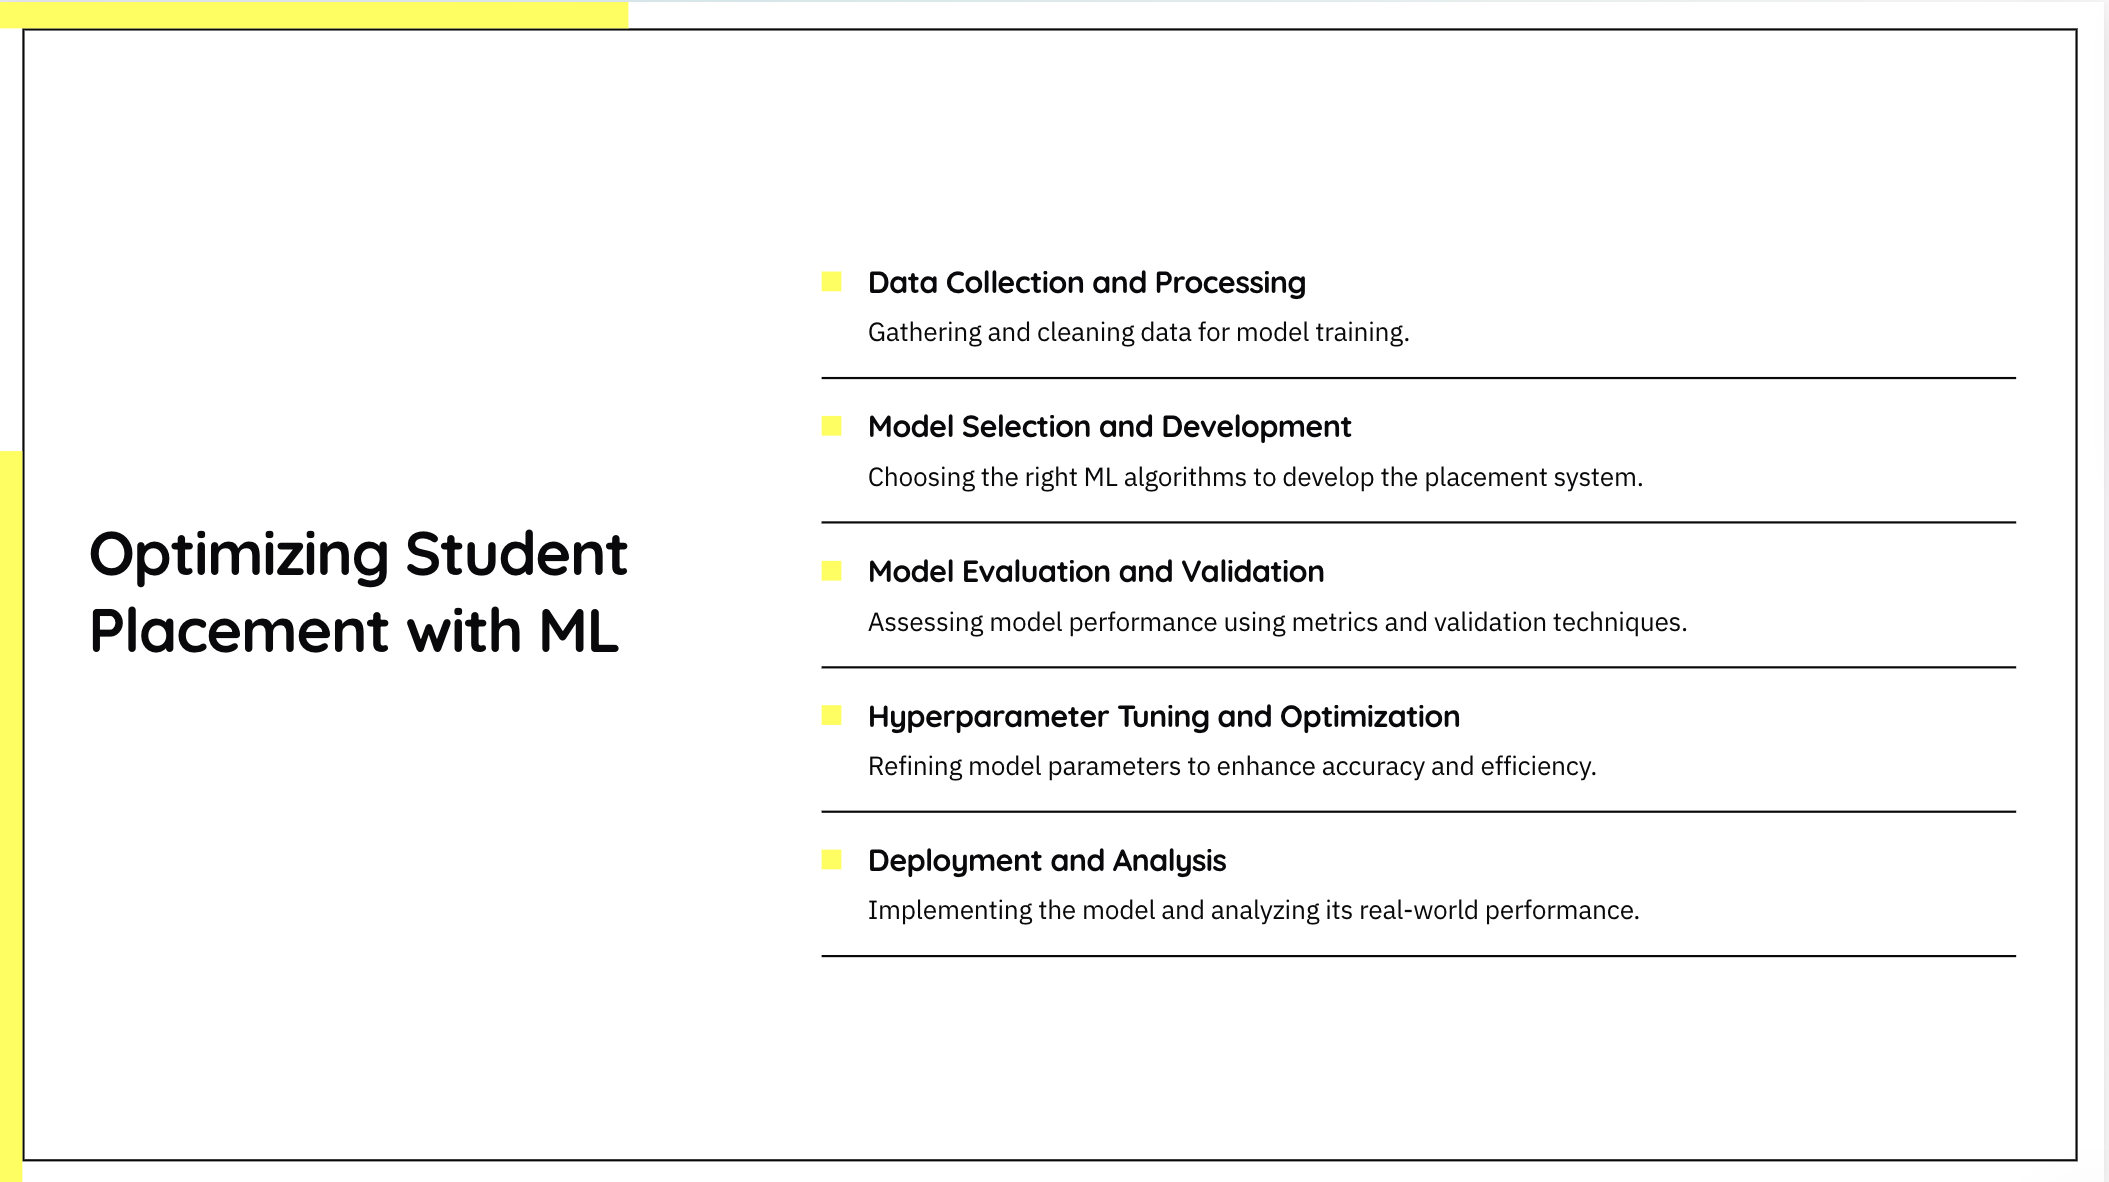 Optimizing Student
Placement with ML
Data Collection and Processing
Gathering and cleaning data for model training.
Model Selection and Development
Choosing the right ML algorithms to develop the placement system.
Model Evaluation and Validation
Assessing model performance using metrics and validation techniques.
Hyperparameter Tuning and Optimization
Refining model parameters to enhance accuracy and efficiency.
Deployment and Analysis
Implementing the model and analyzing its real-world performance.